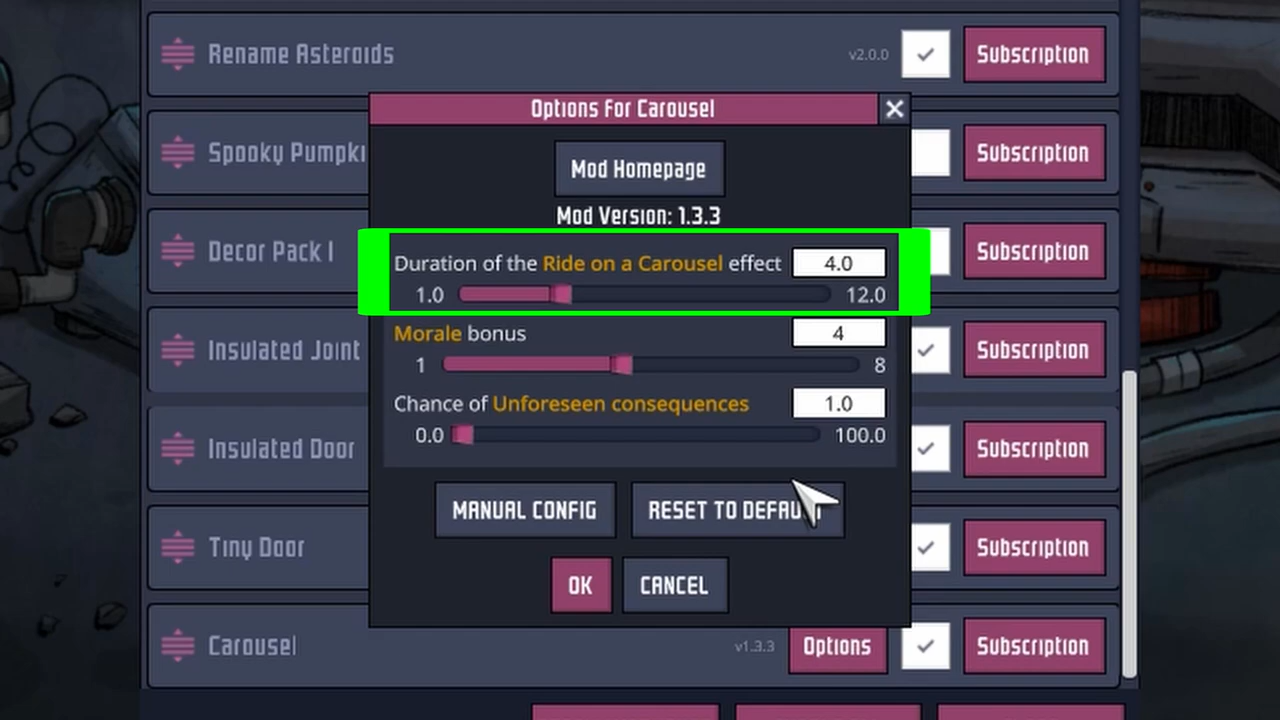 Rename Asteroids
v2.0.0
Subscription
Options For Carousel
Spooky Pumpki
Subscription
Mod Homepage
Mod Version: 1.3.3
Decor Pack I
Subscription
Duration of the Ride on a Carousel effect
4.0
1.0
12.0
Morale bonus
4
Insulated Joint
Subscription
1
8
Chance of Unforeseen consequences
1.0
0.0
100.0
Insulated Door
Subscription
MANUAL CONFIG
RESET TO DEFAU
Tiny Door
Subscription
OK
CANCEL
Carousel
v1.3.3
Options
Subscription